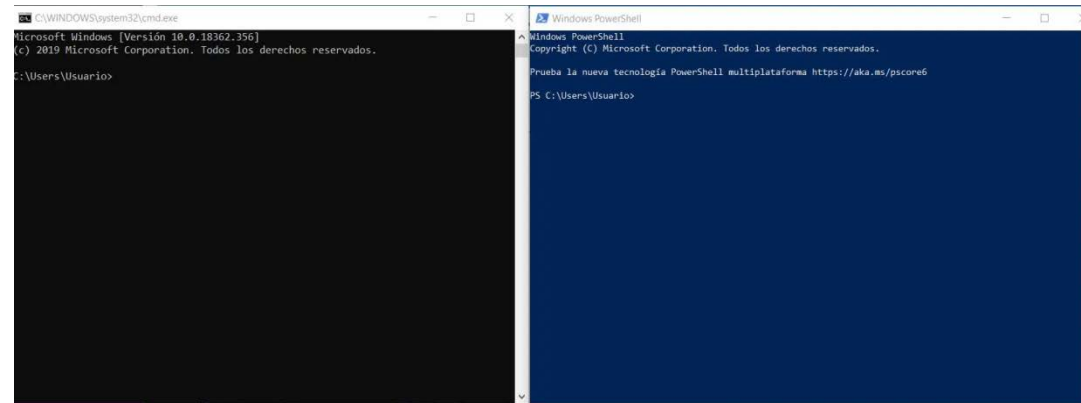 C:\WINDOWS\system32\cmd.exe
Microsoft Windows [Versión 10.0.18362.356]
(c) 2019 Microsoft Corporation. Todos los derechos reservados.
C:\Users\Usuario>
Windows PowerShell
Windows PowerShell
Copyright (C) Microsoft Corporation. Todos los derechos reservados.
Prueba la nueva tecnología PowerShell multiplataforma https://aka.ms/pscore6
PS C:\Users\Usuario>